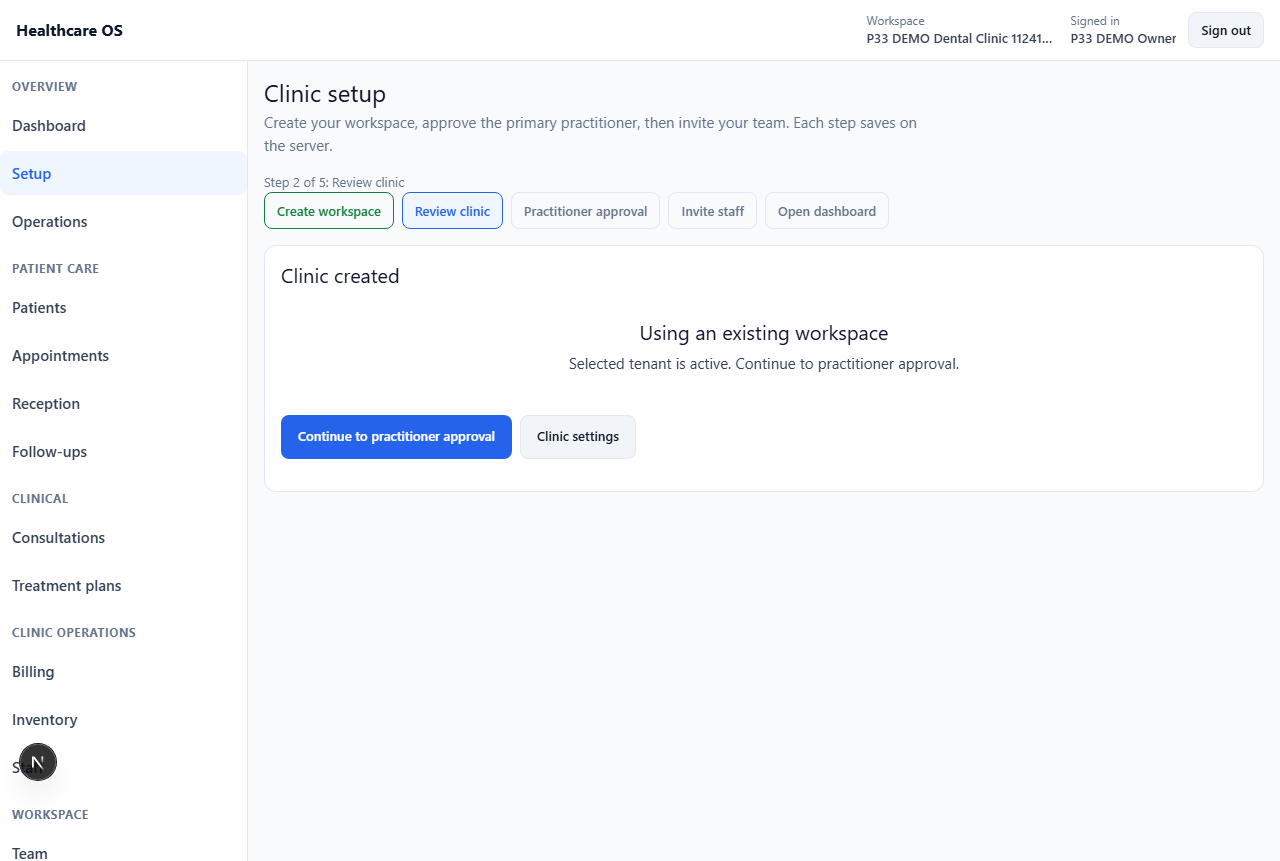 Healthcare OS
Workspace
P33 DEMO Dental Clinic 11241...
Signed in
P33 DEMO Owner
Sign out
OVERVIEW
Dashboard
Setup
Operations
PATIENT CARE
Patients
Appointments
Reception
Follow-ups
CLINICAL
Consultations
Treatment plans
CLINIC OPERATIONS
Billing
Inventory
N
WORKSPACE
Team
Clinic setup
Create your workspace, approve the primary practitioner, then invite your team. Each step saves on
the server.
Step 2 of 5: Review clinic
Create workspace
Review clinic
Practitioner approval
Invite staff
Open dashboard
Clinic created
Using an existing workspace
Selected tenant is active. Continue to practitioner approval.
Continue to practitioner approval
Clinic settings